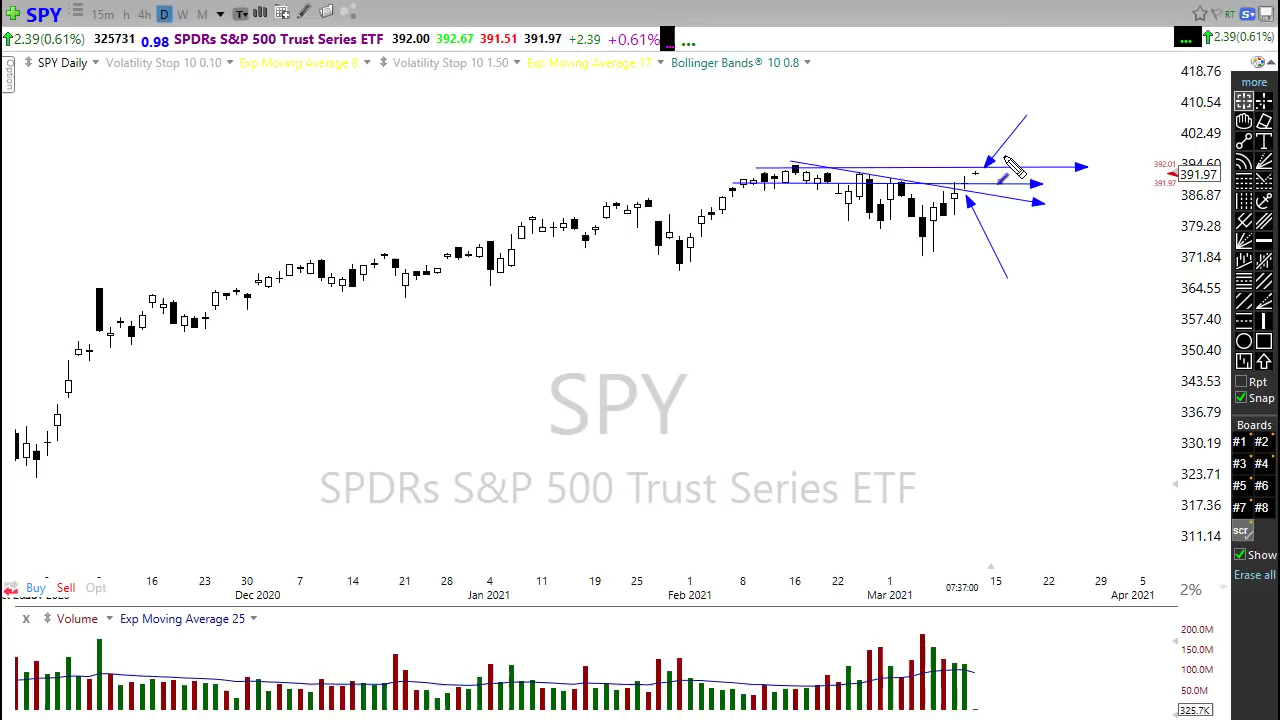 SPY 15m 1h 4h D W M T RT S
2.39(0.61%) 325731 0.98 SPDRs S&P 500 Trust Series ETF 392.00 392.67 391.51 391.97 +2.39 +0.61% ... ... 2.39(0.61%)
Option SPY Daily Volatility Stop 10 0.10 Exp Moving Average 8 Volatility Stop 10 1.50 Exp Moving Average 17 Bollinger Bands® 10 0.8
418.76
more
410.54
402.49
394.60
392.01
391.97
391.97
386.87
379.28
371.84
364.55
357.40
350.40
343.53
336.79
330.19
323.71
317.36
311.14
Rpt
Snap
Boards
#1 #2
#3 #4
#5 #6
#7 #8
scr
Show
Erase all
SPY
SPDRs S&P 500 Trust Series ETF
16 23 30 7 14 21 28 4 11 19 25 1 8 16 22 1 07:37:00 15 22 29 5
Buy Sell Opt
Dec 2020 Jan 2021 Feb 2021 Mar 2021 Apr 2021
2%
x Volume Exp Moving Average 25
200.0M
150.0M
100.0M
50.0M
325.7K